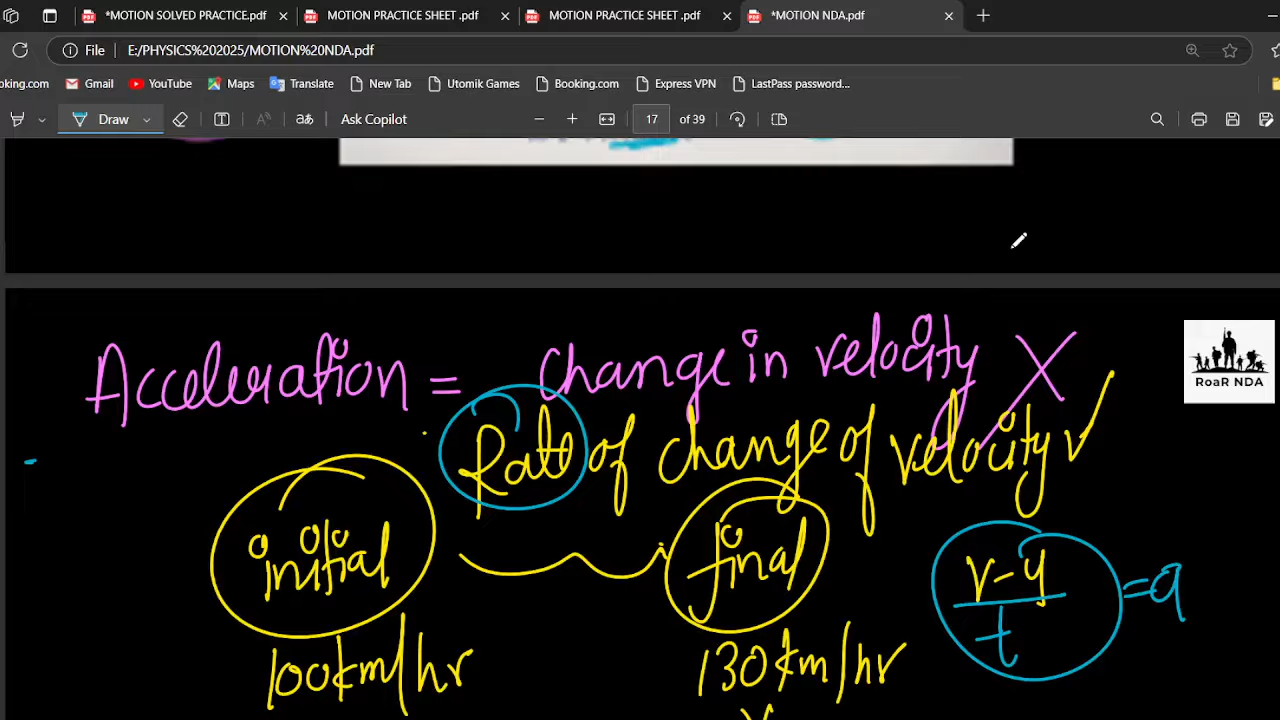 *MOTION SOLVED PRACTICE.pdf
MOTION PRACTICE SHEET .pdf
MOTION PRACTICE SHEET .pdf
*MOTION NDA.pdf
File E:/PHYSICS%202025/MOTION%20NDA.pdf
oking.com Gmail YouTube Maps Translate New Tab Utomik Games Booking.com Express VPN LastPass password...
Draw aあ 17 of 39 Ask Copilot
Acceleration = change in velocity X
Rate of change of velocity ✓
RoaR NDA
initial final
v-u
t
=a
100km/hr 130km/hr
v